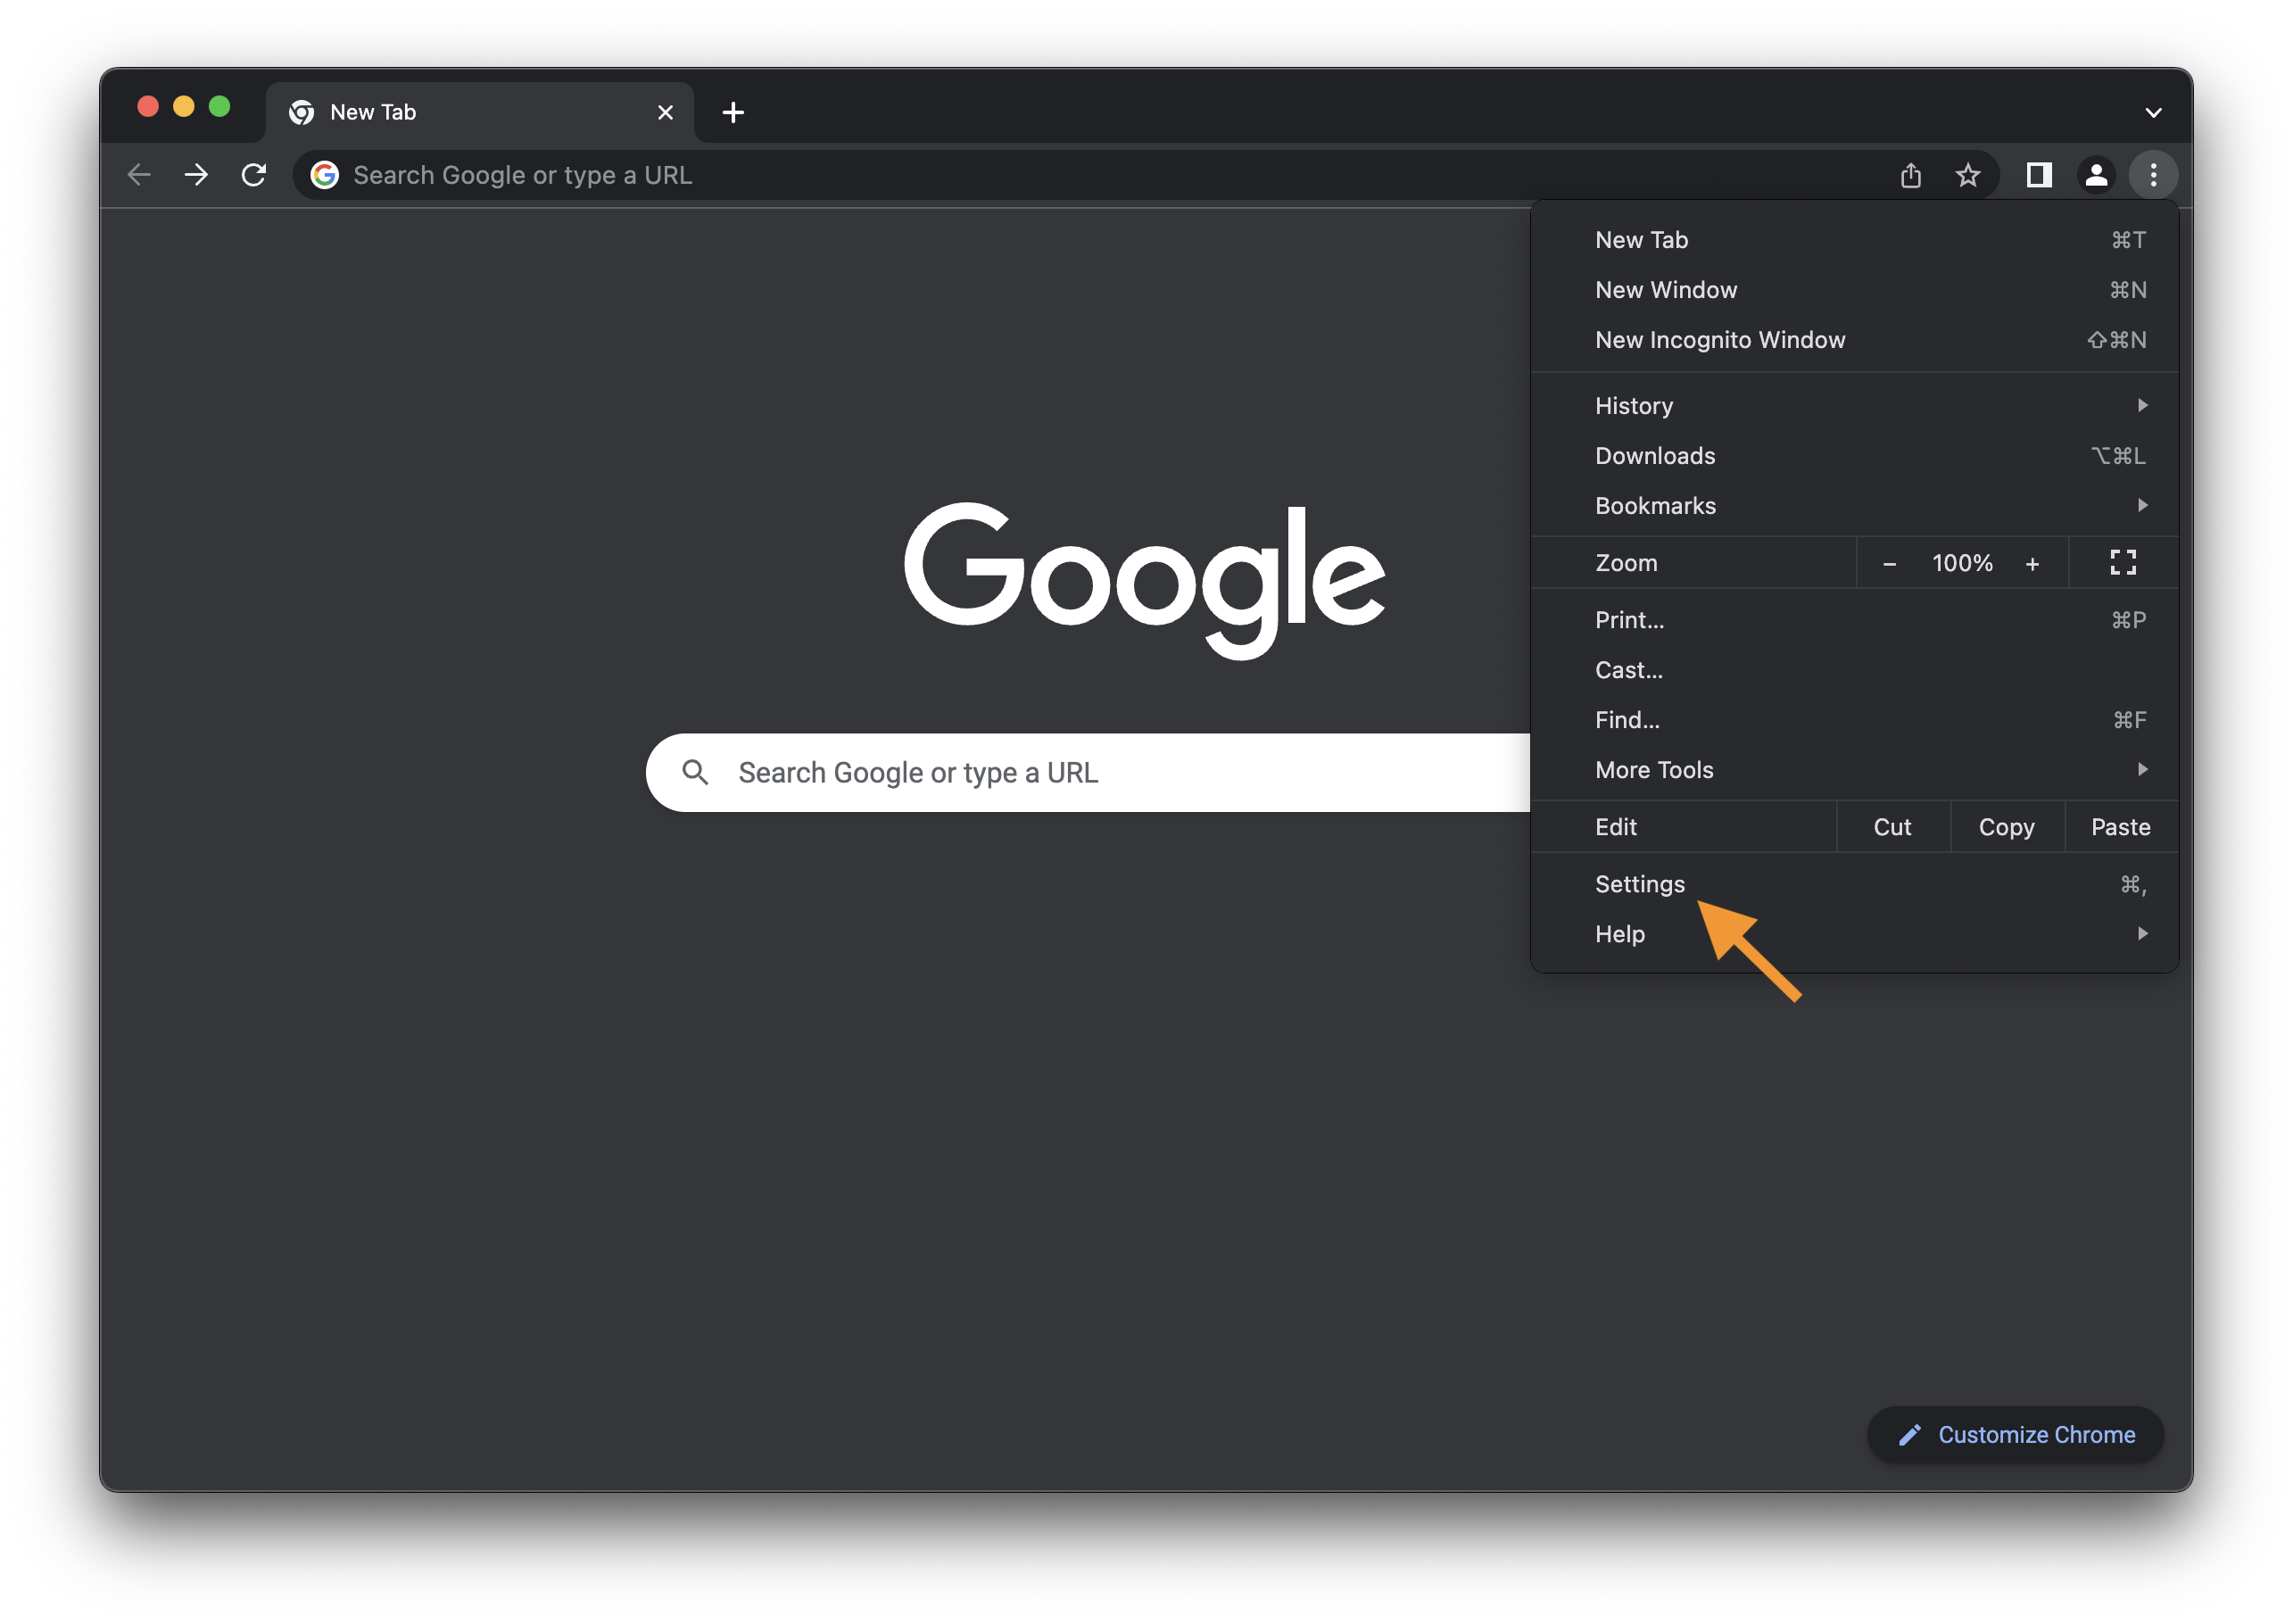 New Tab
Search Google or type a URL
New Tab ⌘T
New Window ⌘N
New Incognito Window ⇧⌘N
History
Downloads ⌥⌘L
Bookmarks
Zoom − 100% +
Print... ⌘P
Cast...
Find... ⌘F
More Tools
Edit Cut Copy Paste
Settings ⌘,
Help
Google
Search Google or type a URL
Customize Chrome